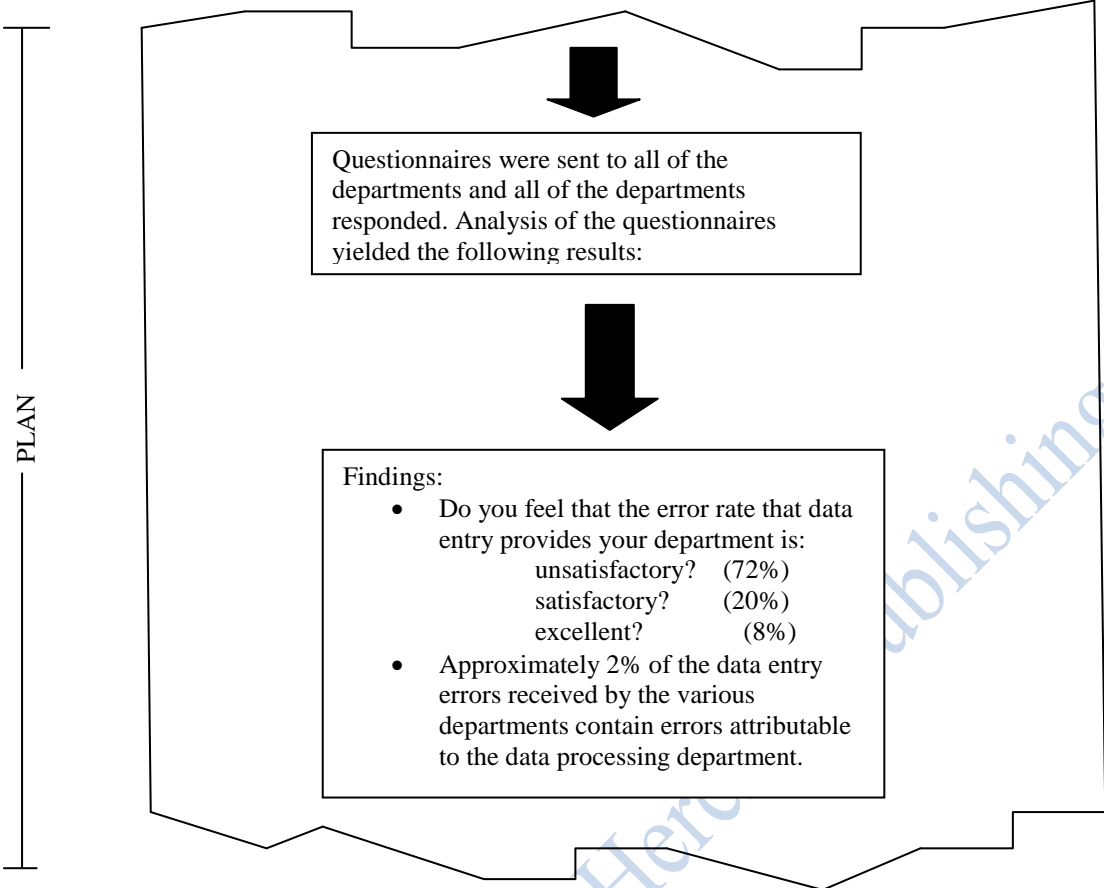 PLAN
Questionnaires were sent to all of the
departments and all of the departments
responded. Analysis of the questionnaires
yielded the following results:
Findings:
• Do you feel that the error rate that data
entry provides your department is:
unsatisfactory? (72%)
satisfactory? (20%)
excellent? (8%)
• Approximately 2% of the data entry
errors received by the various
departments contain errors attributable
to the data processing department.